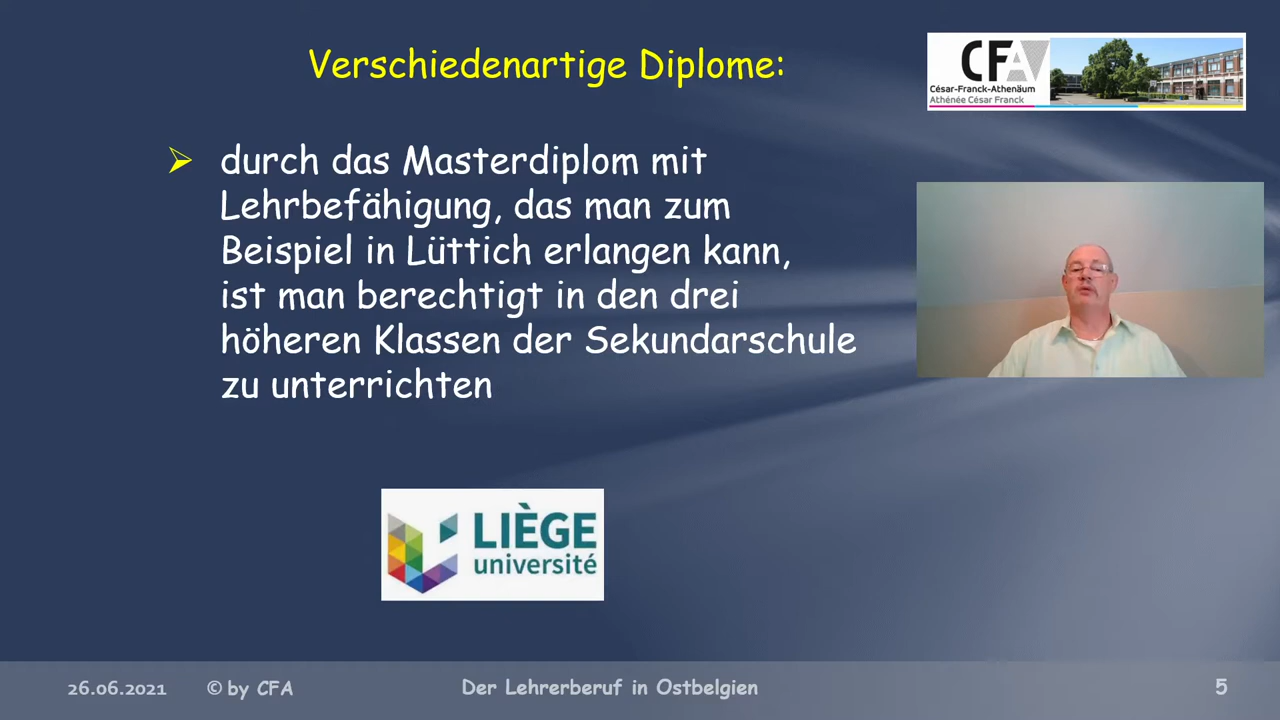 Verschiedenartige Diplome:
CFA
César-Franck-Athenäum
Athénée César Franck
durch das Masterdiplom mit
Lehrbefähigung, das man zum
Beispiel in Lüttich erlangen kann,
ist man berechtigt in den drei
höheren Klassen der Sekundarschule
zu unterrichten
LIÈGE
université
26.06.2021 © by CFA Der Lehrerberuf in Ostbelgien 5